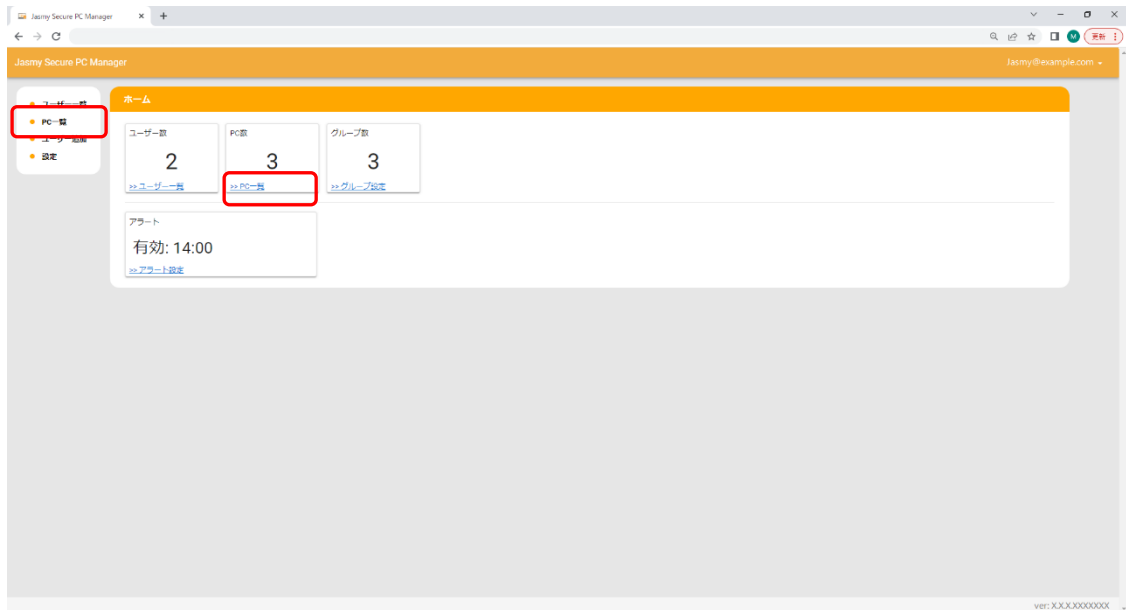 Jasmy Secure PC Manager
更新
Jasmy Secure PC Manager
Jasmy@example.com
ユーザー一覧
PC一覧
ユーザー追加
設定
ホーム
ユーザー数
2
>> ユーザー一覧
PC数
3
>> PC一覧
グループ数
3
>> グループ設定
アラート
有効: 14:00
>> アラート設定
ver: X.X.X.XXXXXXX